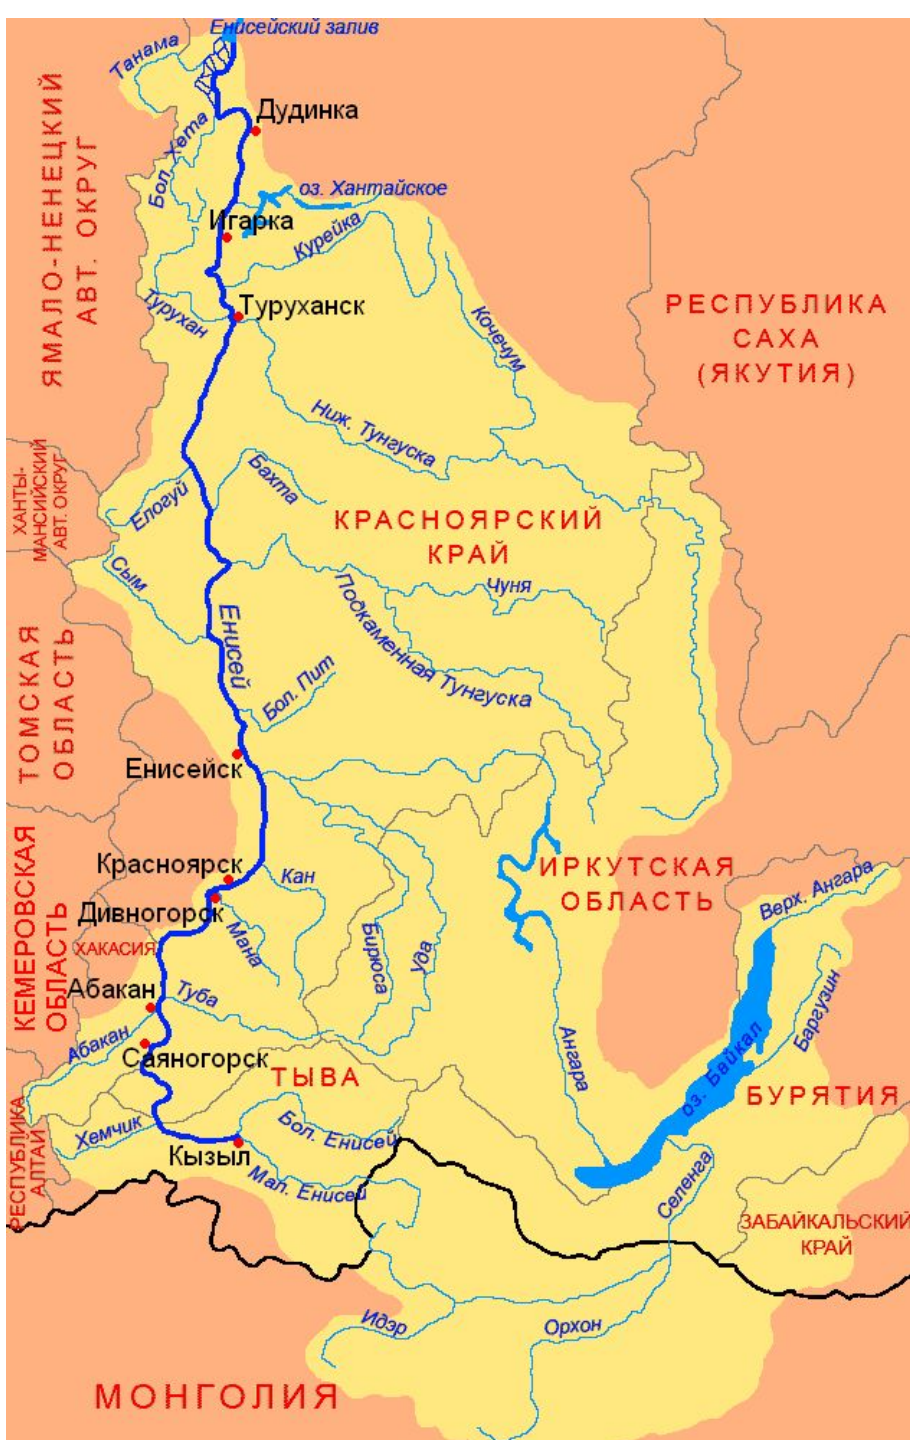 Енисейский залив
Танама
Дудинка
Бол. Хета
оз. Хантайское
Игарка
Курейка
ЯМАЛО-НЕНЕЦКИЙ
АВТ. ОКРУГ
Турухан
Туруханск
Кочечум
РЕСПУБЛИКА
САХА
(ЯКУТИЯ)
Ниж. Тунгуска
ХАНТЫ-
МАНСИЙСКИЙ
АВТ. ОКРУГ
Елогуй
Бахта
КРАСНОЯРСКИЙ
КРАЙ
Сым
Чуня
Подкаменная Тунгуска
Енисей
ТОМСКАЯ
ОБЛАСТЬ
Бол. Пит
Енисейск
КЕМЕРОВСКАЯ
ОБЛАСТЬ
Красноярск
Кан
ИРКУТСКАЯ
ОБЛАСТЬ
Верх. Ангара
Дивногорск
Мана
ХАКАСИЯ
Бирюса
Уда
Абакан
Туба
Баргузин
Абакан
Саяногорск
Ангара
оз. Байкал
ТЫВА
БУРЯТИЯ
РЕСПУБЛИКА
АЛТАЙ
Хемчик
Бол. Енисей
Кызыл
Мал. Енисей
Селенга
ЗАБАЙКАЛЬСКИЙ
КРАЙ
Идэр
Орхон
МОНГОЛИЯ